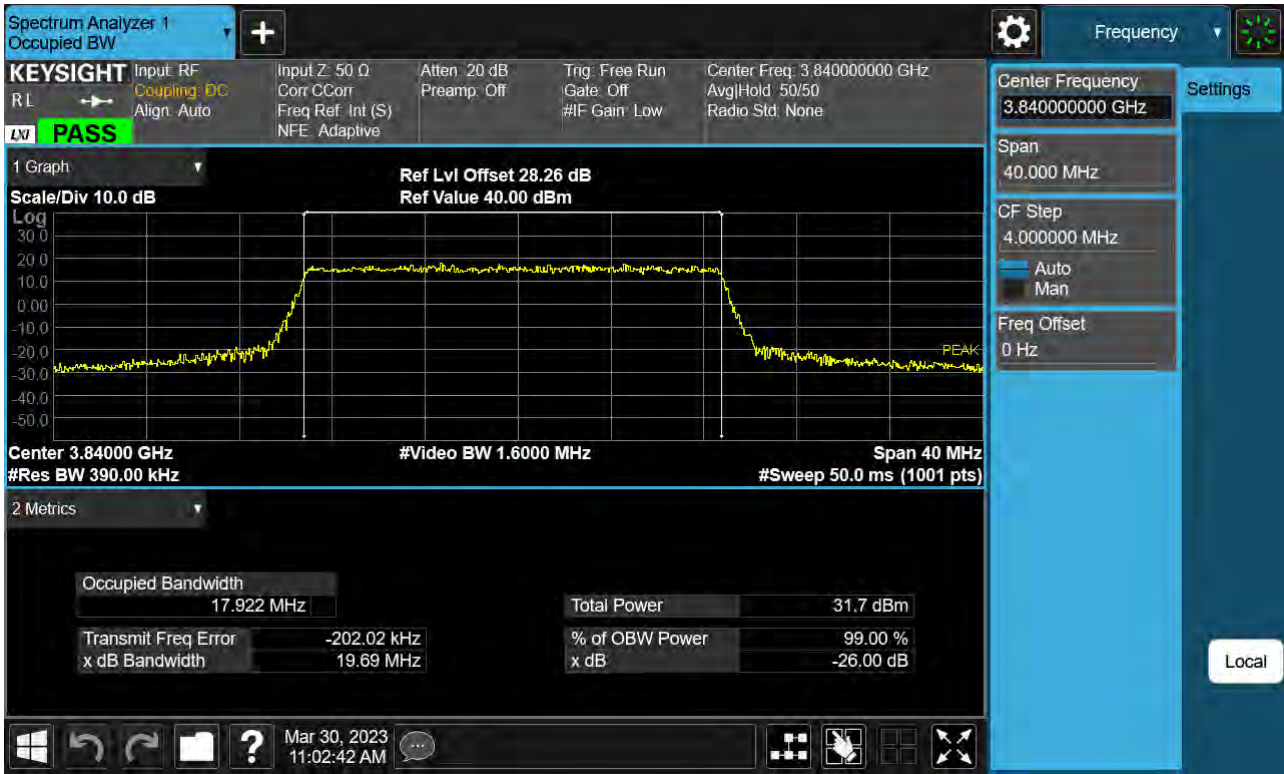 Spectrum Analyzer 1
Occupied BW
+
Frequency
KEYSIGHT
R L
LXI
PASS
Input: RF
Coupling: DC
Align: Auto
Input Z: 50 Ω
Corr CCorr
Freq Ref: Int (S)
NFE: Adaptive
Atten: 20 dB
Preamp: Off
Trig: Free Run
Gate: Off
#IF Gain: Low
Center Freq: 3.840000000 GHz
Avg|Hold: 50/50
Radio Std: None
Center Frequency
3.840000000 GHz
Settings
Span
40.000 MHz
CF Step
4.000000 MHz
Auto
Man
Freq Offset
0 Hz
Local
1 Graph
Scale/Div 10.0 dB
Ref Lvl Offset 28.26 dB
Ref Value 40.00 dBm
Log
30.0
20.0
10.0
0.00
-10.0
-20.0
-30.0
-40.0
-50.0
PEAK
Center 3.84000 GHz
#Video BW 1.6000 MHz
Span 40 MHz
#Res BW 390.00 kHz
#Sweep 50.0 ms (1001 pts)
2 Metrics
Occupied Bandwidth
17.922 MHz
Total Power 31.7 dBm
Transmit Freq Error -202.02 kHz
% of OBW Power 99.00 %
x dB Bandwidth 19.69 MHz
x dB -26.00 dB
?
Mar 30, 2023
11:02:42 AM